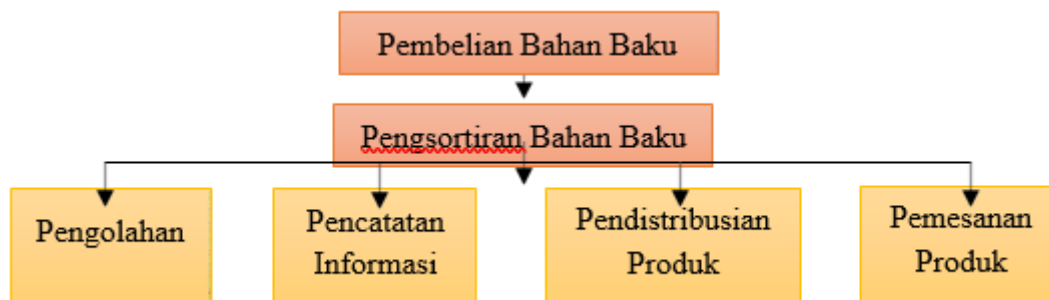 Pembelian Bahan Baku
Pengsortiran Bahan Baku
Pengolahan
Pencatatan
Informasi
Pendistribusian
Produk
Pemesanan
Produk